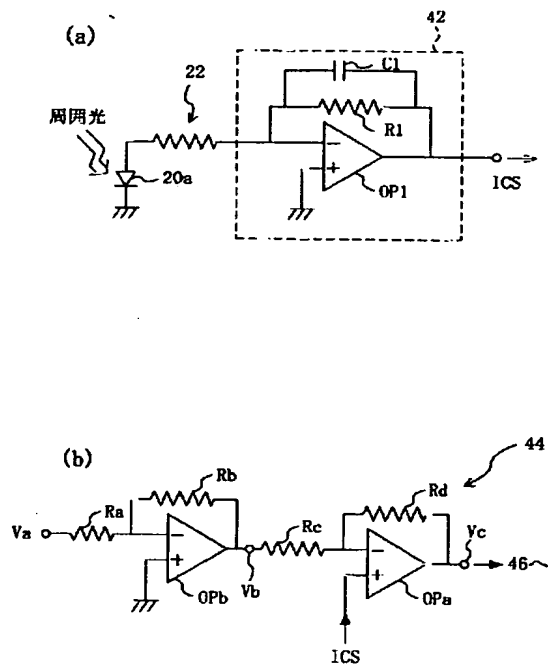 (a)
42
C1
22
R1
周囲光
20a
OP1
ICS
(b)
44
Rb
Rd
Va
Ra
Rc
Vc
46
OPb
Vb
OPa
ICS